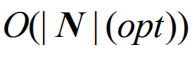 O(| N | (opt))